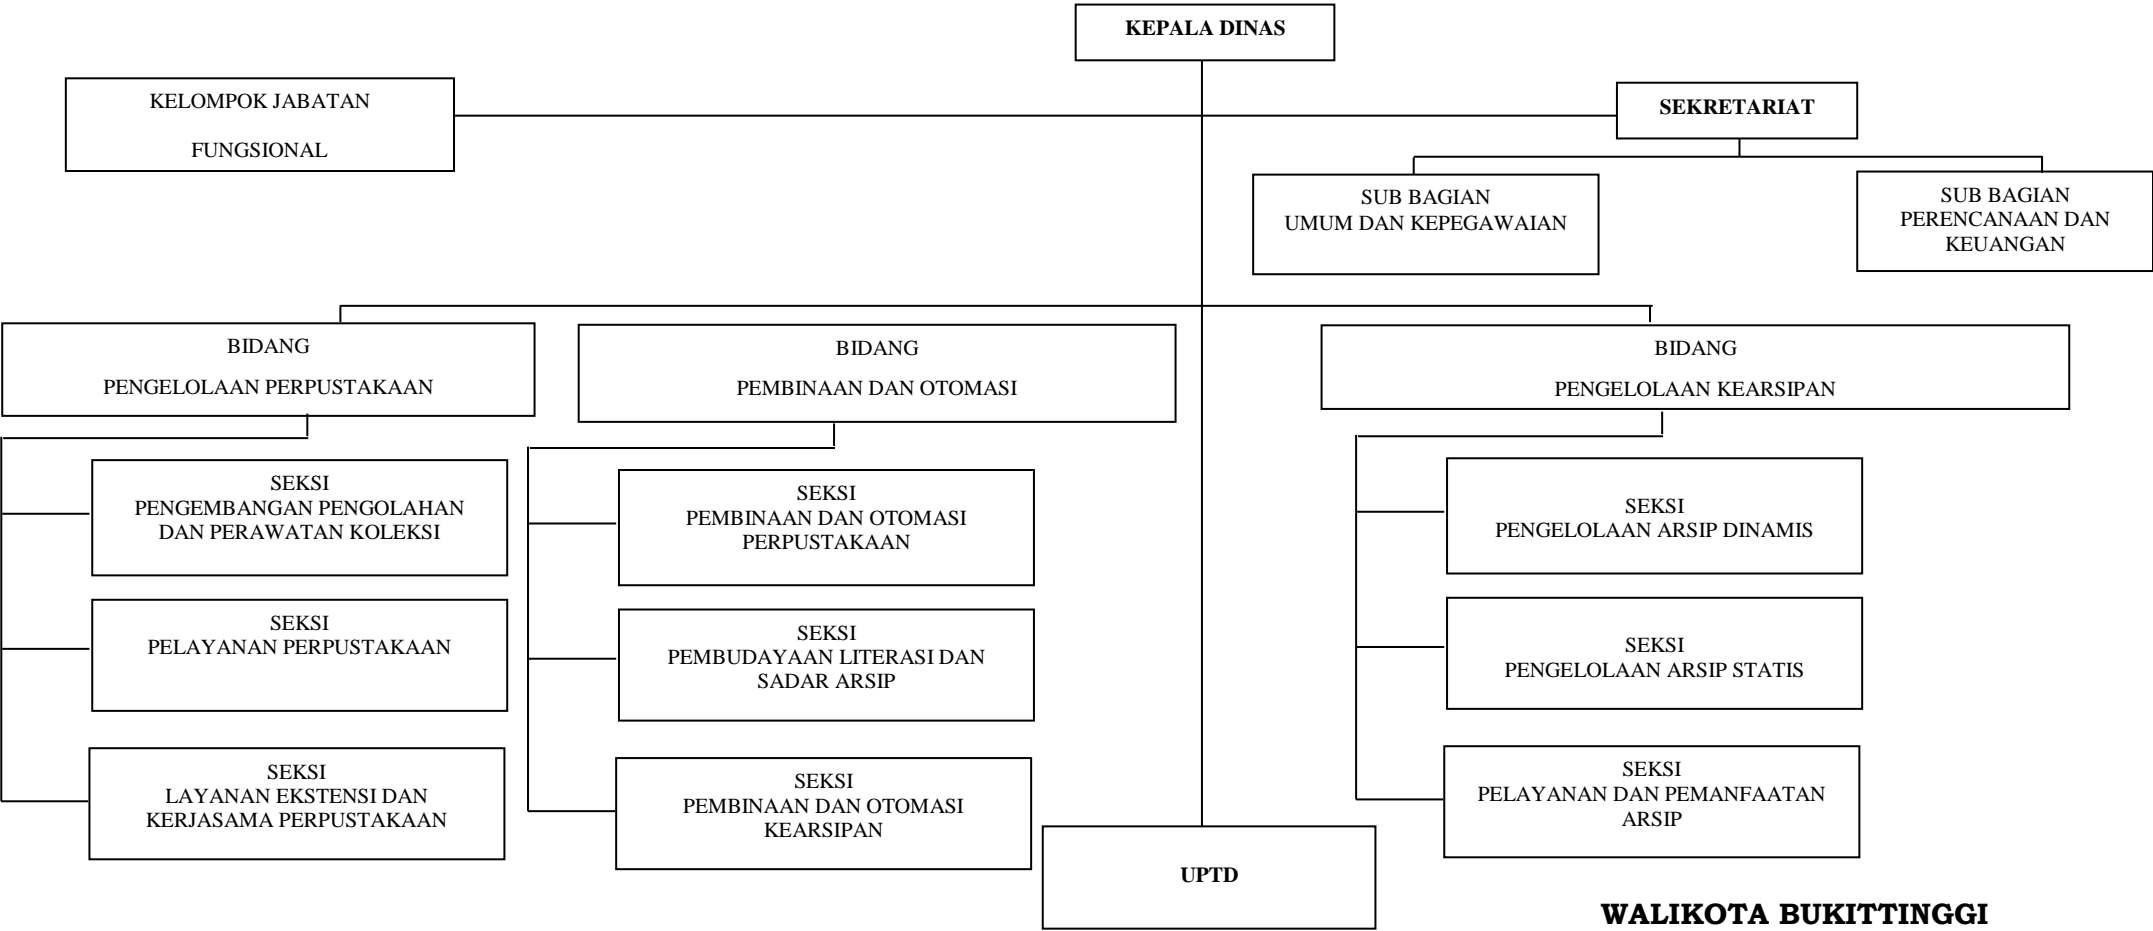 KEPALA DINAS
KELOMPOK JABATAN
FUNGSIONAL
SEKRETARIAT
SUB BAGIAN
UMUM DAN KEPEGAWAIAN
SUB BAGIAN
PERENCANAAN DAN
KEUANGAN
BIDANG
PENGELOLAAN PERPUSTAKAAN
BIDANG
PEMBINAAN DAN OTOMASI
BIDANG
PENGELOLAAN KEARSIPAN
SEKSI
PENGEMBANGAN PENGOLAHAN
DAN PERAWATAN KOLEKSI
SEKSI
PELAYANAN PERPUSTAKAAN
SEKSI
LAYANAN EKSTENSI DAN
KERJASAMA PERPUSTAKAAN
SEKSI
PEMBINAAN DAN OTOMASI
PERPUSTAKAAN
SEKSI
PEMBUDAYAAN LITERASI DAN
SADAR ARSIP
SEKSI
PEMBINAAN DAN OTOMASI
KEARSIPAN
SEKSI
PENGELOLAAN ARSIP DINAMIS
SEKSI
PENGELOLAAN ARSIP STATIS
SEKSI
PELAYANAN DAN PEMANFAATAN
ARSIP
UPTD
WALIKOTA BUKITTINGGI